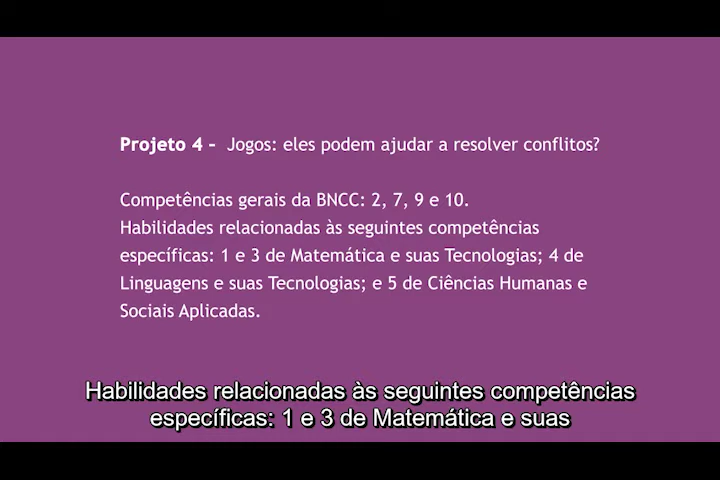 Projeto 4 - Jogos: eles podem ajudar a resolver conflitos?
Competências gerais da BNCC: 2, 7, 9 e 10.
Habilidades relacionadas às seguintes competências
específicas: 1 e 3 de Matemática e suas Tecnologias; 4 de
Linguagens e suas Tecnologias; e 5 de Ciências Humanas e
Sociais Aplicadas.
Habilidades relacionadas às seguintes competências
específicas: 1 e 3 de Matemática e suas